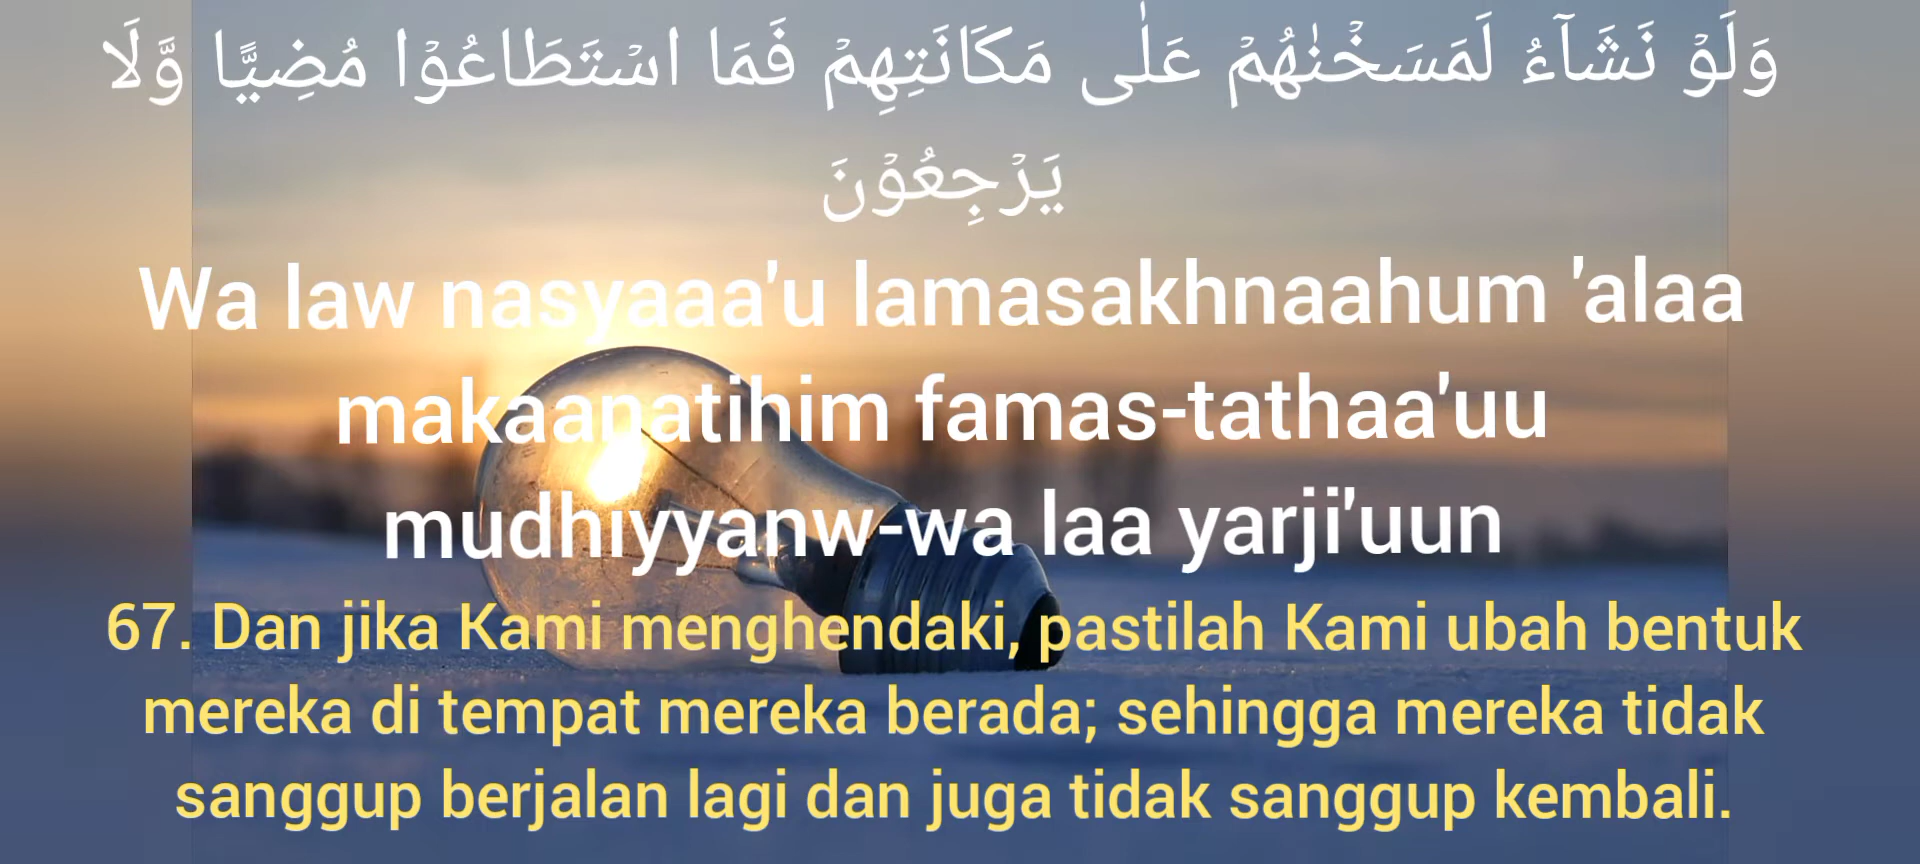 وَلَوْ نَشَآءُ لَمَسَخْنٰهُمْ عَلٰى مَكَانَتِهِمْ فَمَا اسْتَطَاعُوْا مُضِيًّا وَّلَا
يَرْجِعُوْنَ
Wa law nasyaaa'u lamasakhnaahum 'alaa
makaanatihim famas-tathaa'uu
mudhiyyanw-wa laa yarji'uun
67. Dan jika Kami menghendaki, pastilah Kami ubah bentuk
mereka di tempat mereka berada; sehingga mereka tidak
sanggup berjalan lagi dan juga tidak sanggup kembali.